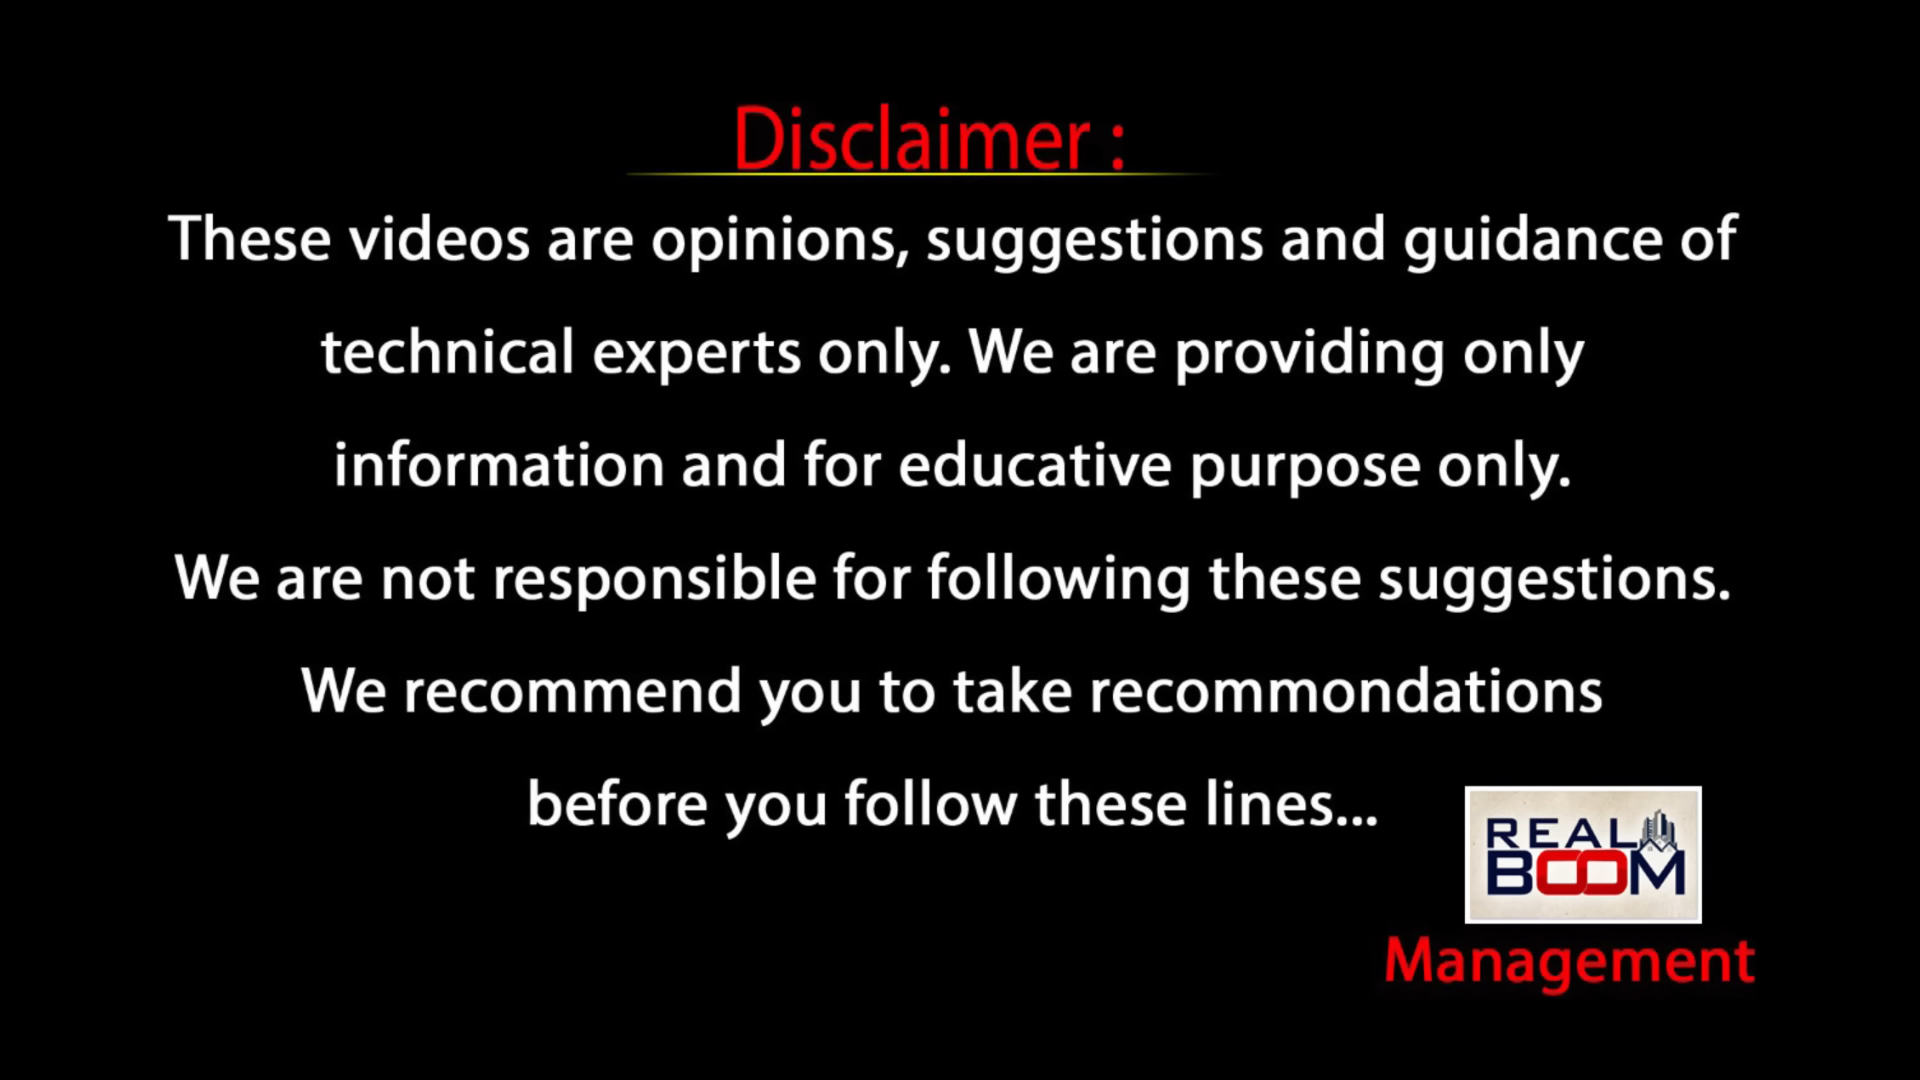 Disclaimer :
These videos are opinions, suggestions and guidance of
technical experts only. We are providing only
information and for educative purpose only.
We are not responsible for following these suggestions.
We recommend you to take recommondations
before you follow these lines...
REAL
BOOM
Management